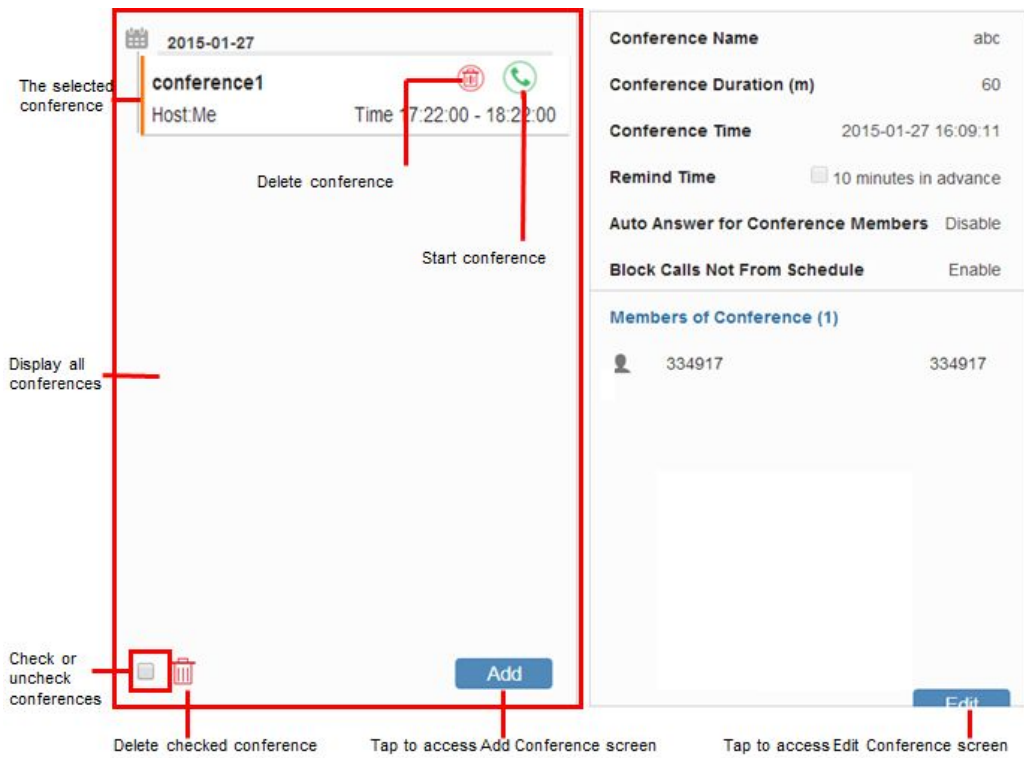 2015-01-27
The selected
conference
conference1
Host:Me Time 17:22:00 - 18:22:00
Delete conference
Start conference
Display all
conferences
Check or
uncheck
conferences
Add
Delete checked conference
Tap to access Add Conference screen
Conference Name abc
Conference Duration (m) 60
Conference Time 2015-01-27 16:09:11
Remind Time 10 minutes in advance
Auto Answer for Conference Members Disable
Block Calls Not From Schedule Enable
Members of Conference (1)
334917 334917
Edit
Tap to access Edit Conference screen